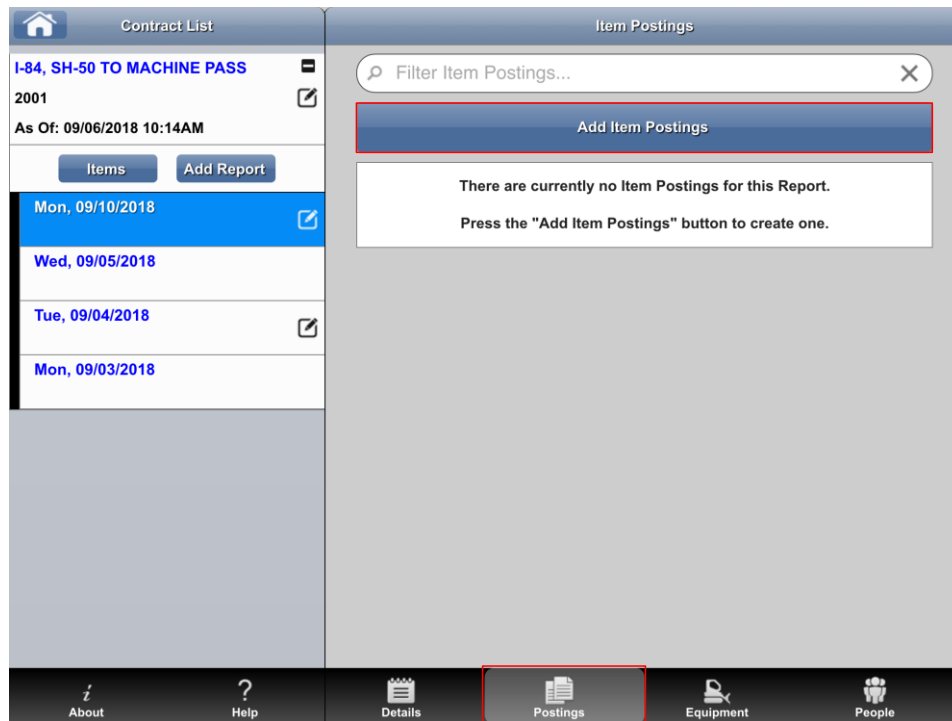 Contract List
Item Postings
I-84, SH-50 TO MACHINE PASS
2001
As Of: 09/06/2018 10:14AM
Items
Add Report
Mon, 09/10/2018
Wed, 09/05/2018
Tue, 09/04/2018
Mon, 09/03/2018
Filter Item Postings...
Add Item Postings
There are currently no Item Postings for this Report.
Press the "Add Item Postings" button to create one.
About
Help
Details
Postings
Equipment
People